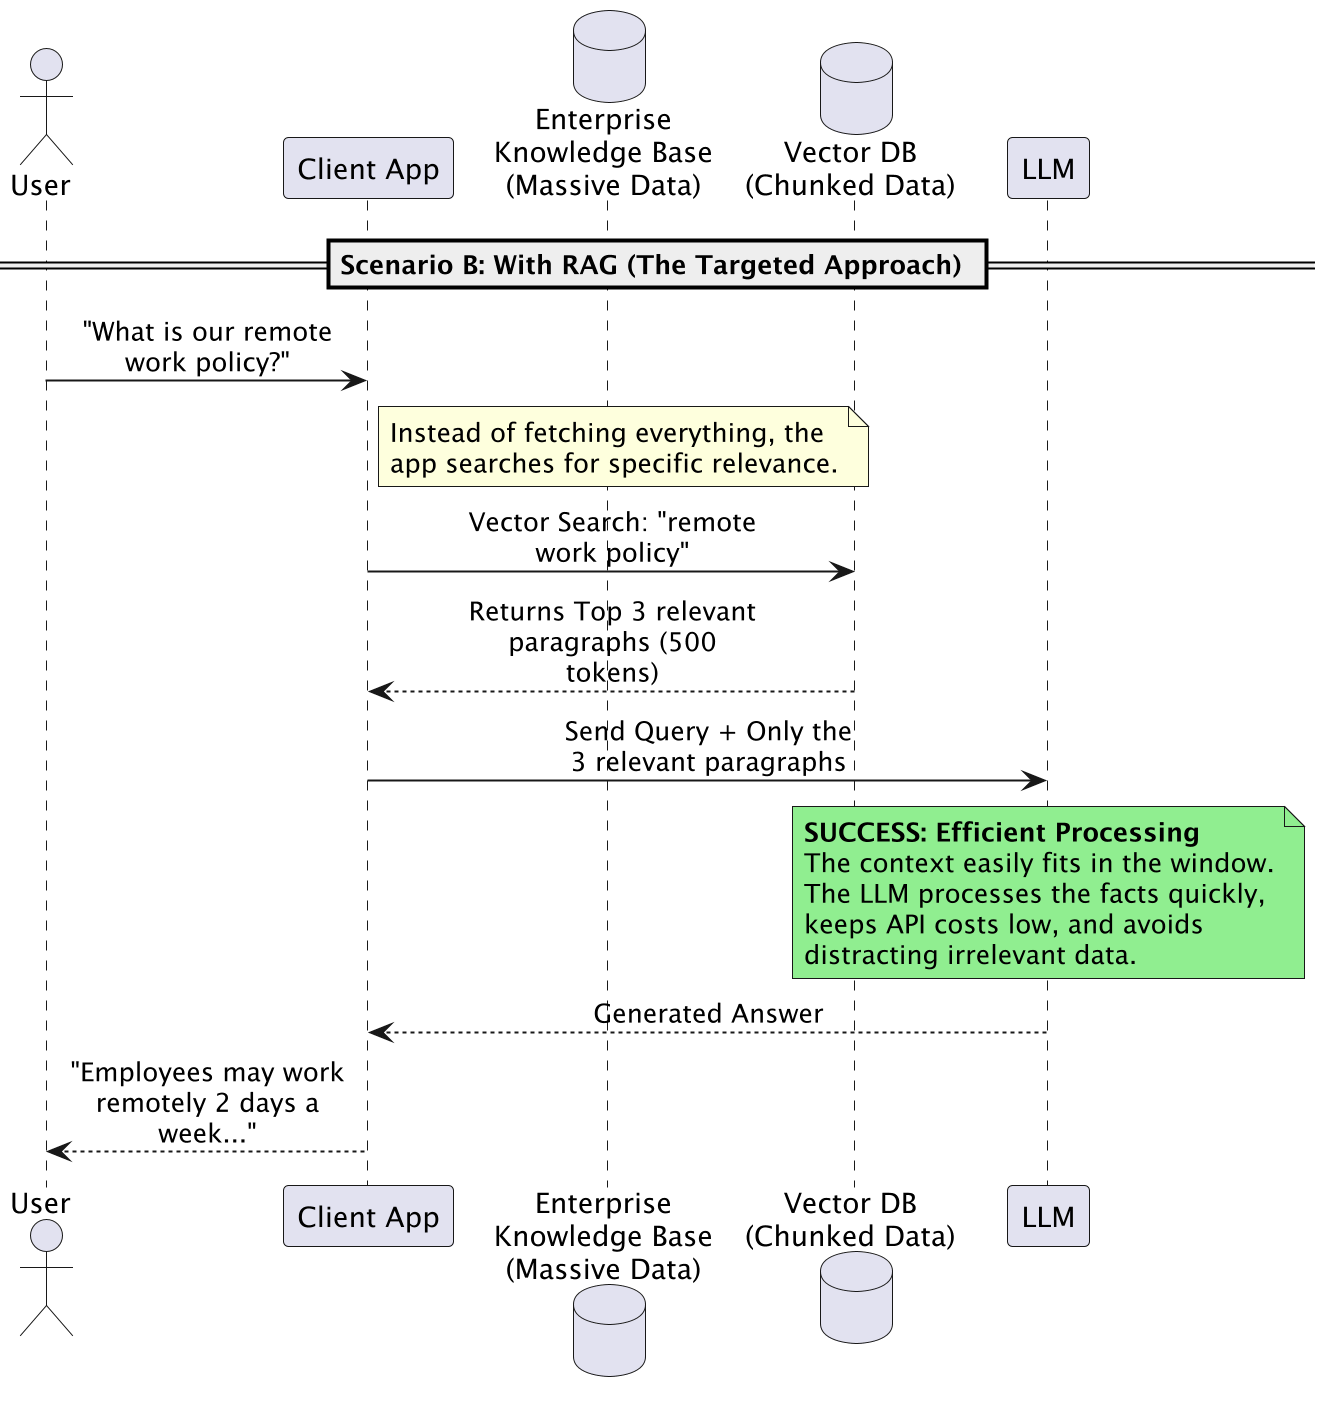 Enterprise
Knowledge Base
(Massive Data)
Vector DB
(Chunked Data)
User
Client App
LLM
Scenario B: With RAG (The Targeted Approach)
"What is our remote
work policy?"
Instead of fetching everything, the
app searches for specific relevance.
Vector Search: "remote
work policy"
Returns Top 3 relevant
paragraphs (500
tokens)
Send Query + Only the
3 relevant paragraphs
SUCCESS: Efficient Processing
The context easily fits in the window.
The LLM processes the facts quickly,
keeps API costs low, and avoids
distracting irrelevant data.
Generated Answer
"Employees may work
remotely 2 days a
week..."
User
Client App
Enterprise
Knowledge Base
(Massive Data)
Vector DB
(Chunked Data)
LLM